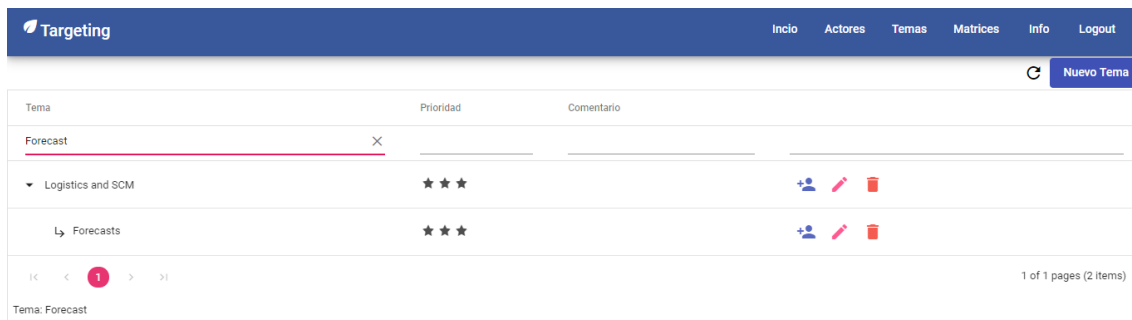 Targeting Incio Actores Temas Matrices Info Logout
Nuevo Tema
Tema Prioridad Comentario
Forecast
Logistics and SCM
Forecasts
1 1 of 1 pages (2 items)
Tema: Forecast